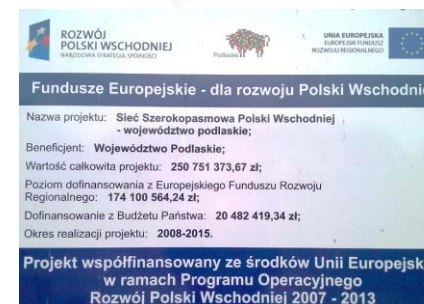 ROZWÓJ
POLSKI WSCHODNIEJ
NARODOWA STRATEGIA SPÓJNOŚCI
Podlaskie
UNIA EUROPEJSKA
EUROPEJSKI FUNDUSZ
ROZWOJU REGIONALNEGO
Fundusze Europejskie - dla rozwoju Polski Wschodni
Nazwa projektu: Sieć Szerokopasmowa Polski Wschodniej
- województwo podlaskie;
Beneficjent: Województwo Podlaskie;
Wartość całkowita projektu: 250 751 373,67 zł;
Poziom dofinansowania z Europejskiego Funduszu Rozwoju
Regionalnego: 174 100 564,24 zł;
Dofinansowanie z Budżetu Państwa: 20 482 419,34 zł;
Okres realizacji projektu: 2008-2015.
Projekt współfinansowany ze środków Unii Europejsk
w ramach Programu Operacyjnego
Rozwój Polski Wschodniej 2007 - 2013